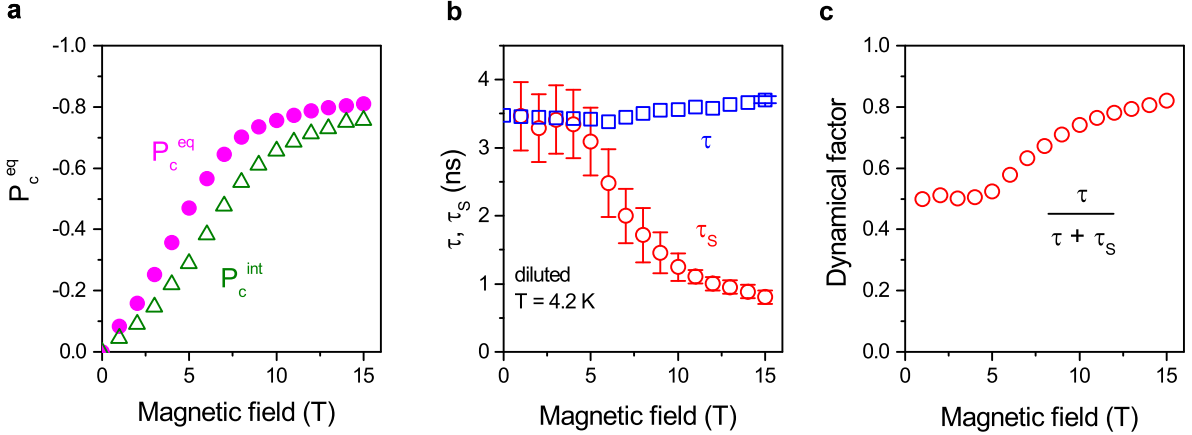 a
-1.0
-0.8
-0.6
-0.4
-0.2
0.0
P_c^eq
P_c^eq
P_c^int
0
5
10
15
Magnetic field (T)
b
4
3
2
1
0
τ, τ_S (ns)
τ
τ_S
diluted
T = 4.2 K
0
5
10
15
Magnetic field (T)
c
1.0
0.8
0.6
0.4
0.2
0.0
Dynamical factor
τ
τ + τ_S
0
5
10
15
Magnetic field (T)